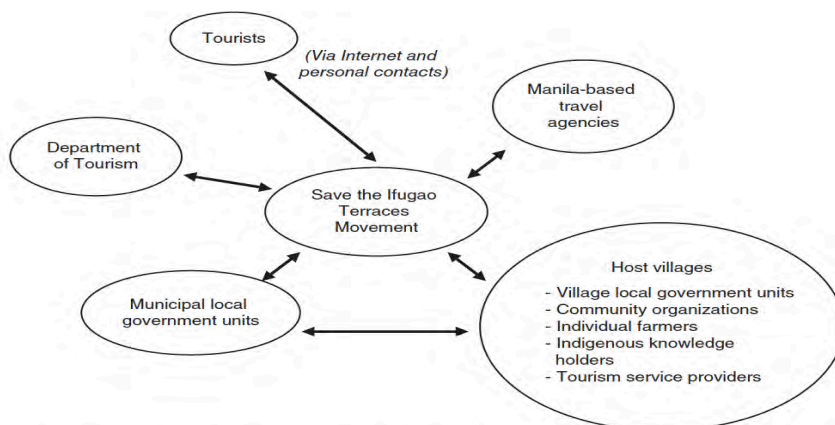 Tourists
(Via Internet and
personal contacts)
Manila-based
travel
agencies
Department
of Tourism
Save the Ifugao
Terraces
Movement
Municipal local
government units
Host villages
- Village local government units
- Community organizations
- Individual farmers
- Indigenous knowledge
holders
- Tourism service providers